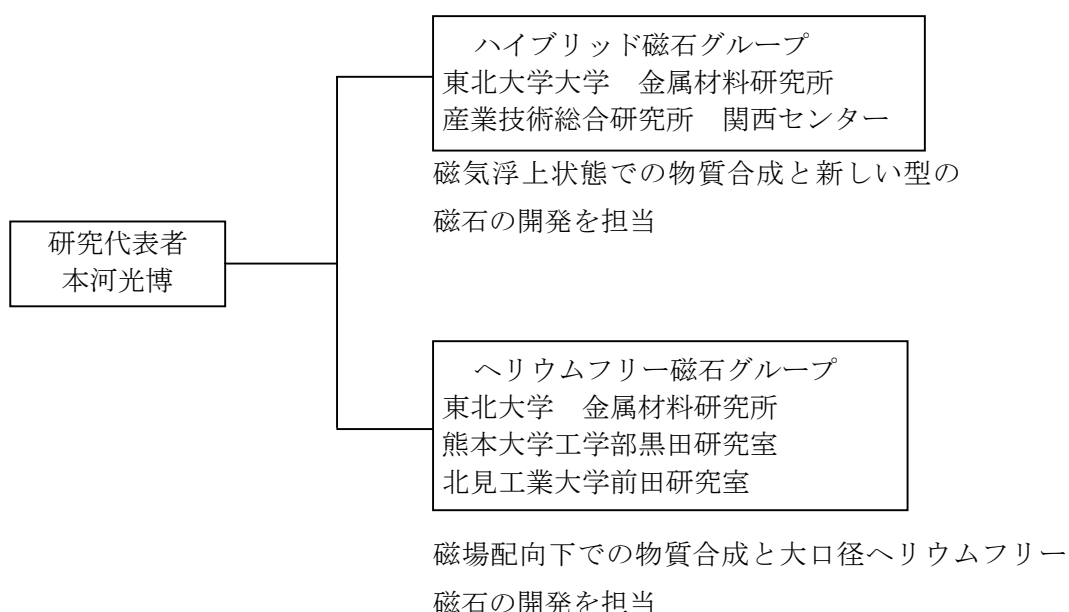 ハイブリッド磁石グループ
東北大学大学　金属材料研究所
産業技術総合研究所　関西センター
磁気浮上状態での物質合成と新しい型の
磁石の開発を担当
研究代表者
本河光博
ヘリウムフリー磁石グループ
東北大学　金属材料研究所
熊本大学工学部黒田研究室
北見工業大学前田研究室
磁場配向下での物質合成と大口径ヘリウムフリー
磁石の開発を担当